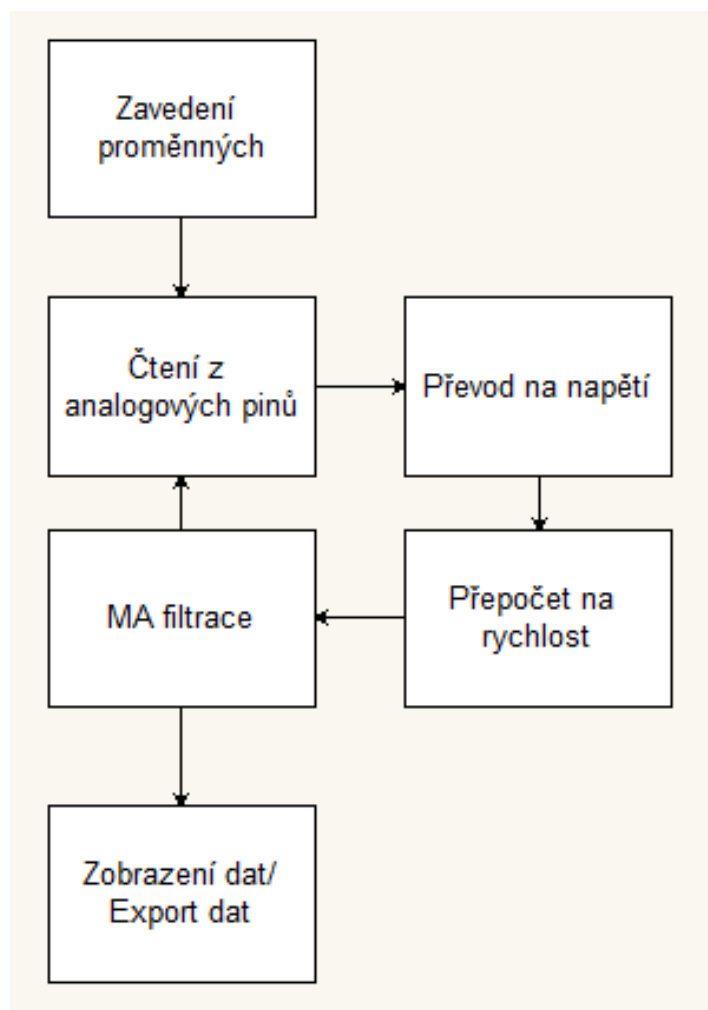 Zavedení
proměnných
Čtení z
analogových pinů
Převod na napětí
Přepočet na
rychlost
MA filtrace
Zobrazení dat/
Export dat